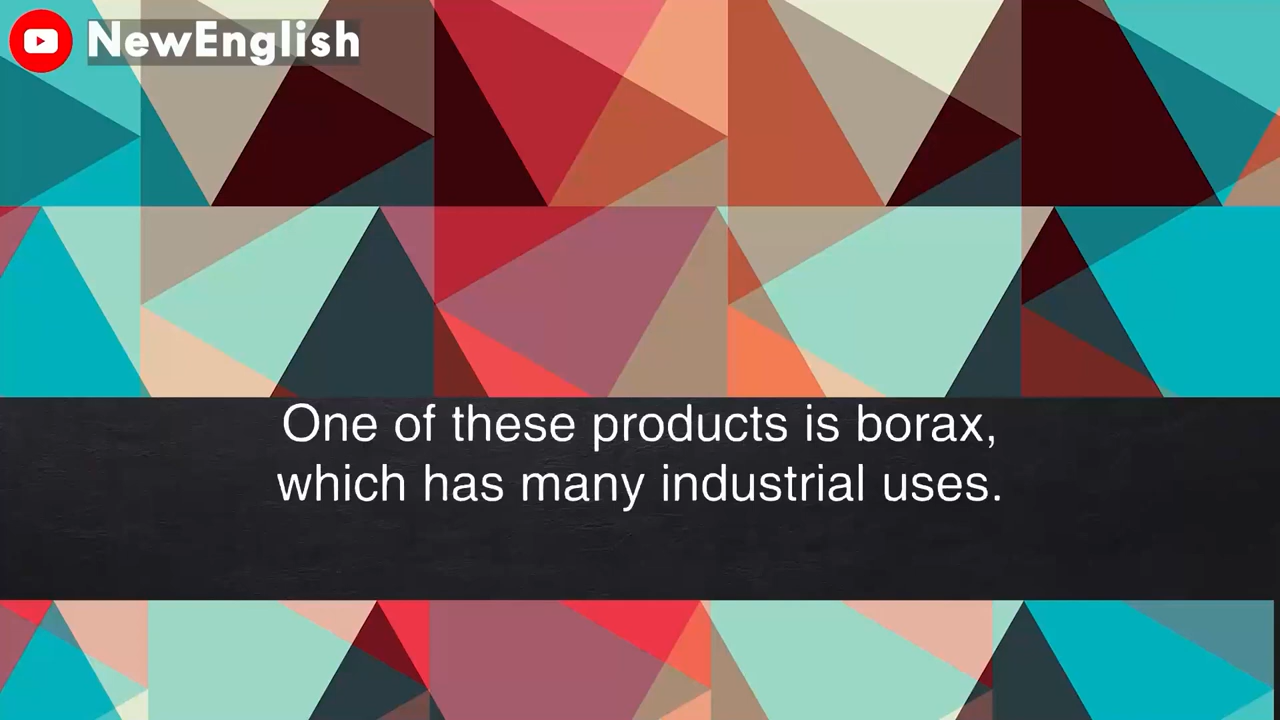 NewEnglish
One of these products is borax,
which has many industrial uses.